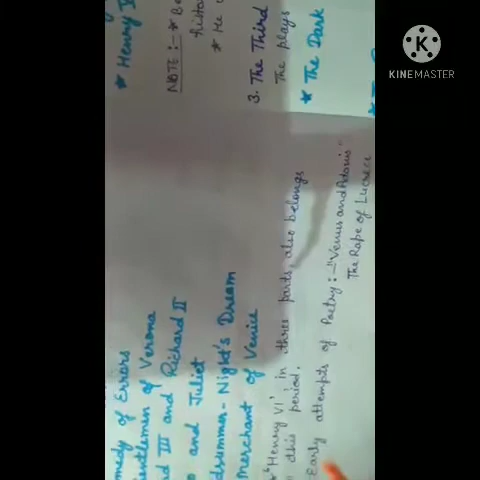 medy of Errors
entlemen of Verona
d III and Richard II
and Juliet
dsummer-Night's Dream
Merchant of Venice
"Henry VI', in three parts, also belongs
this period.
Early attempts of Poetry :- "Venus and Adonis"
The Rape of Lucrece
* Henry
NOTE :- * Be
* He
3. The Third
The plays
* The Dark
KINEMASTER